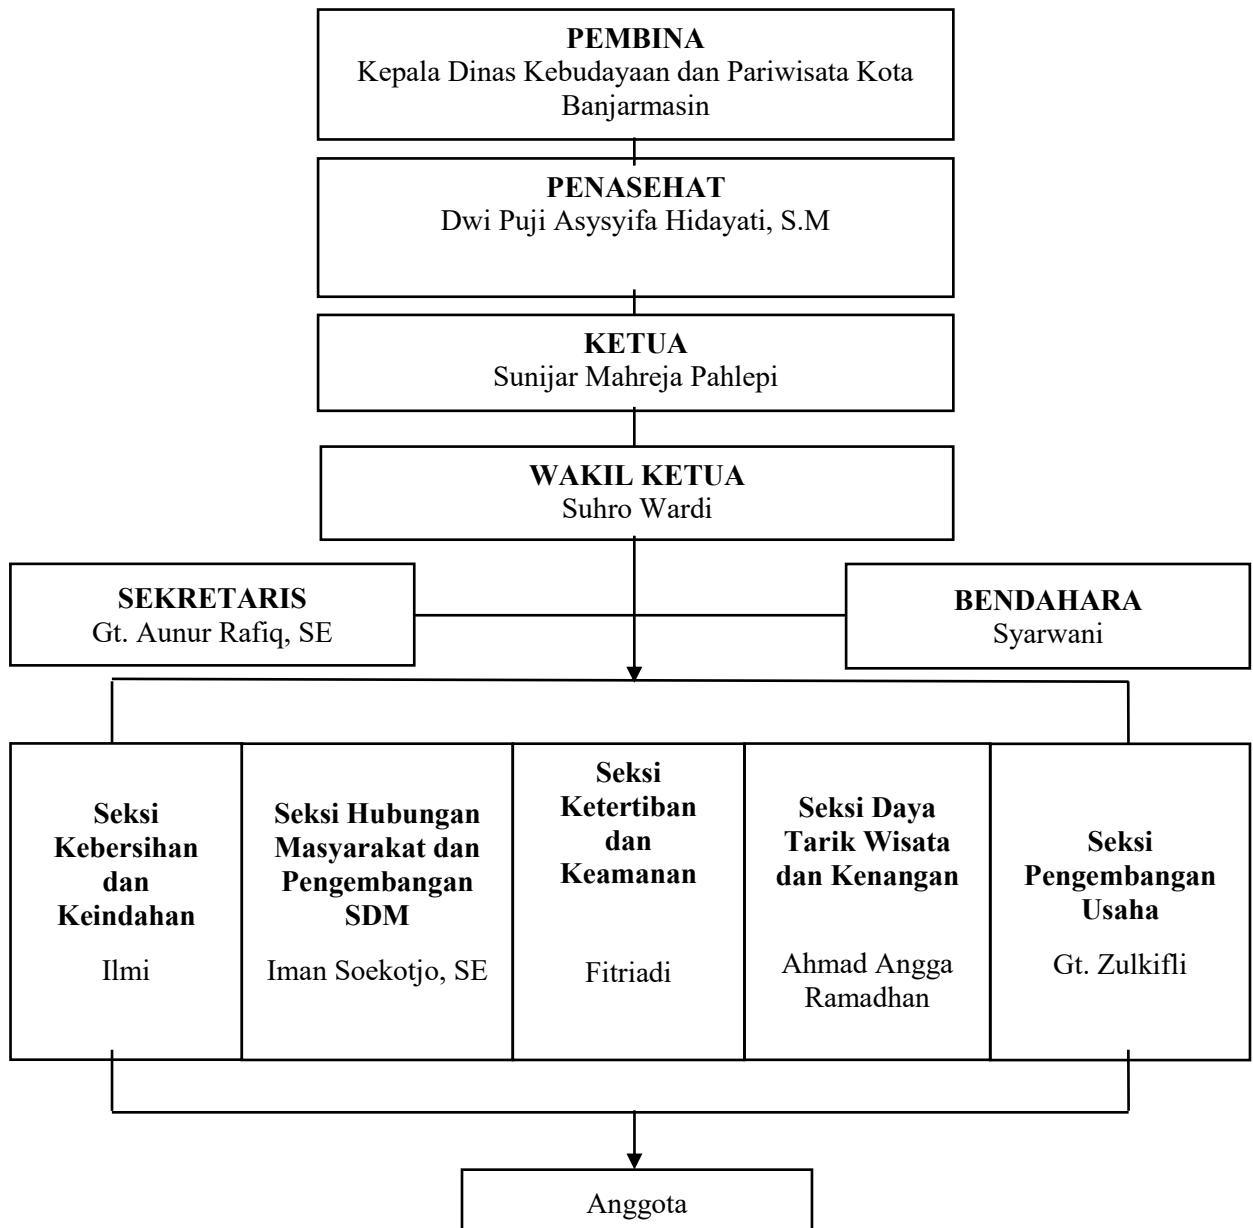 PEMBINA
Kepala Dinas Kebudayaan dan Pariwisata Kota
Banjarmasin
PENASEHAT
Dwi Puji Asysyifa Hidayati, S.M
KETUA
Sunijar Mahreja Pahlepi
WAKIL KETUA
Suhro Wardi
SEKRETARIS
Gt. Aunur Rafiq, SE
BENDAHARA
Syarwani
Seksi
Kebersihan
dan
Keindahan
Ilmi
Seksi Hubungan
Masyarakat dan
Pengembangan
SDM
Iman Soekotjo, SE
Seksi
Ketertiban
dan
Keamanan
Fitriadi
Seksi Daya
Tarik Wisata
dan Kenangan
Ahmad Angga
Ramadhan
Seksi
Pengembangan
Usaha
Gt. Zulkifli
Anggota